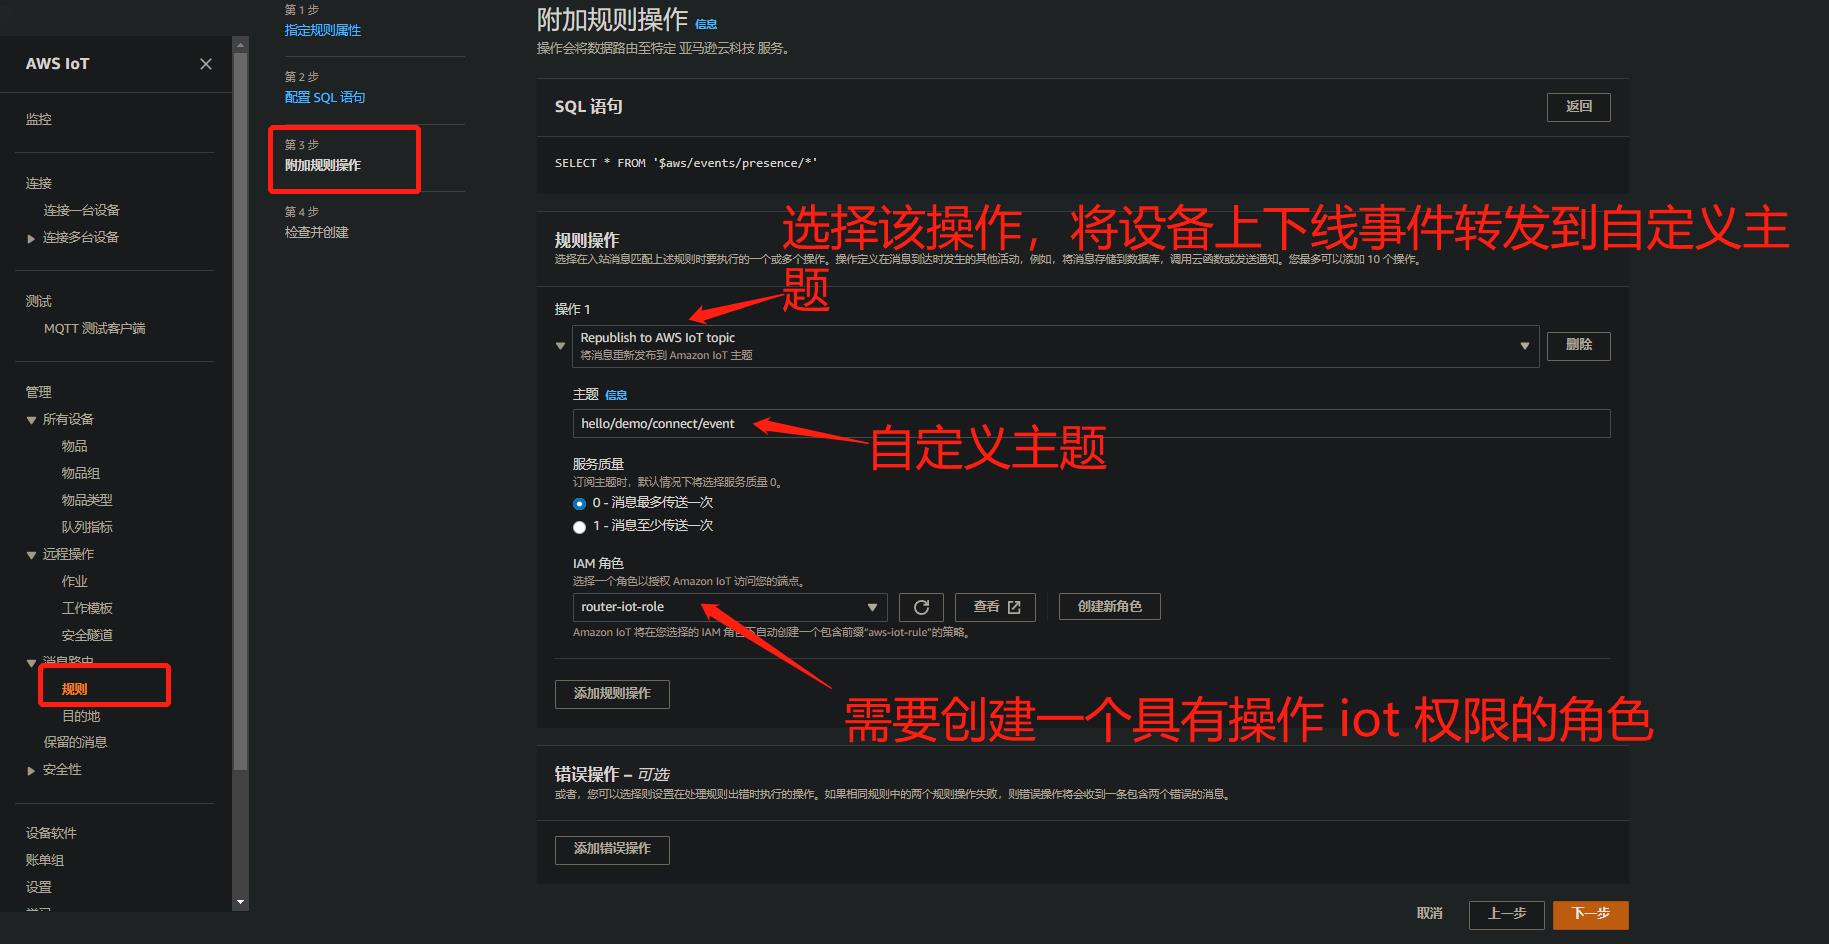 AWS IoT
监控
连接
连接一台设备
连接多台设备
测试
MQTT 测试客户端
管理
所有设备
物品
物品组
物品类型
队列指标
远程操作
作业
工作模板
安全隧道
消息路由
规则
目的地
保留的消息
安全性
设备软件
账单组
设置
第 1 步
指定规则属性
第 2 步
配置 SQL 语句
第 3 步
附加规则操作
第 4 步
检查并创建
附加规则操作 信息
操作会将数据路由至特定 亚马逊云科技 服务。
SQL 语句
返回
SELECT * FROM '$aws/events/presence/*'
选择该操作，将设备上下线事件转发到自定义主
题
规则操作
选择在入站消息匹配上述规则时要执行的一个或多个操作。操作定义在消息到达时发生的其他活动，例如，将消息存储到数据库，调用云函数或发送通知。您最多可以添加 10 个操作。
操作 1
Republish to AWS IoT topic
将消息重新发布到 Amazon IoT 主题
删除
主题 信息
hello/demo/connect/event
自定义主题
服务质量
订阅主题时，默认情况下将选择服务质量 0。
0 - 消息最多传送一次
1 - 消息至少传送一次
IAM 角色
选择一个角色以授权 Amazon IoT 访问您的端点。
router-iot-role
查看
创建新角色
Amazon IoT 将在您选择的 IAM 角色下自动创建一个包含前缀“aws-iot-rule”的策略。
添加规则操作
需要创建一个具有操作 iot 权限的角色
错误操作 – 可选
或者，您可以选择则设置在处理规则出错时执行的操作。如果相同规则中的两个规则操作失败，则错误操作将会收到一条包含两个错误的消息。
添加错误操作
取消
上一步
下一步